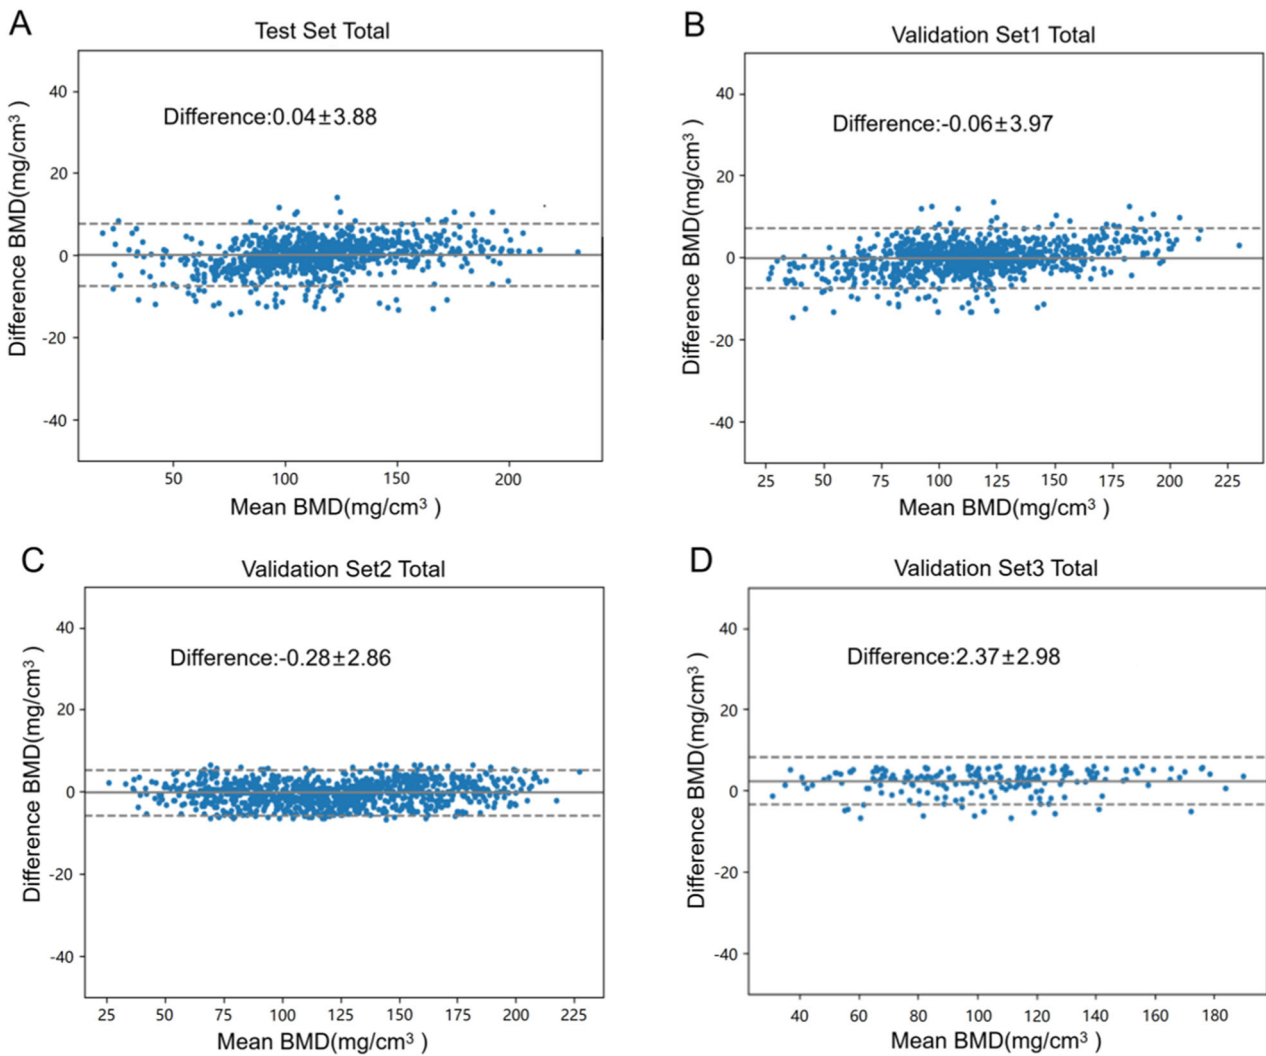 A
Test Set Total
Difference:0.04±3.88
40
20
0
-20
-40
Difference BMD(mg/cm³ )
50
100
150
200
Mean BMD(mg/cm³ )
B
Validation Set1 Total
Difference:-0.06±3.97
40
20
0
-20
-40
Difference BMD(mg/cm³ )
25
50
75
100
125
150
175
200
225
Mean BMD(mg/cm³ )
C
Validation Set2 Total
Difference:-0.28±2.86
40
20
0
-20
-40
Difference BMD(mg/cm³ )
25
50
75
100
125
150
175
200
225
Mean BMD(mg/cm³ )
D
Validation Set3 Total
Difference:2.37±2.98
40
20
0
-20
-40
Difference BMD(mg/cm³ )
40
60
80
100
120
140
160
180
Mean BMD(mg/cm³ )